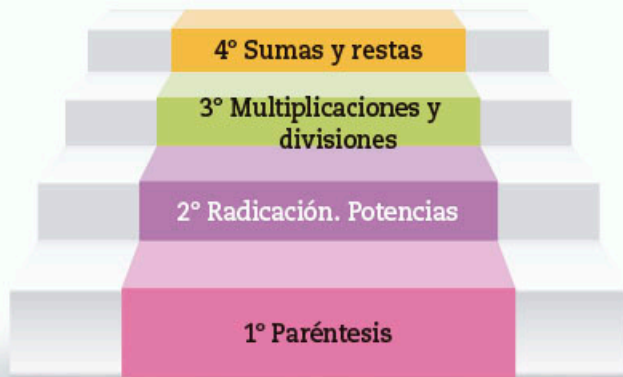 4° Sumas y restas
3° Multiplicaciones y
divisiones
2° Radicación. Potencias
1° Paréntesis